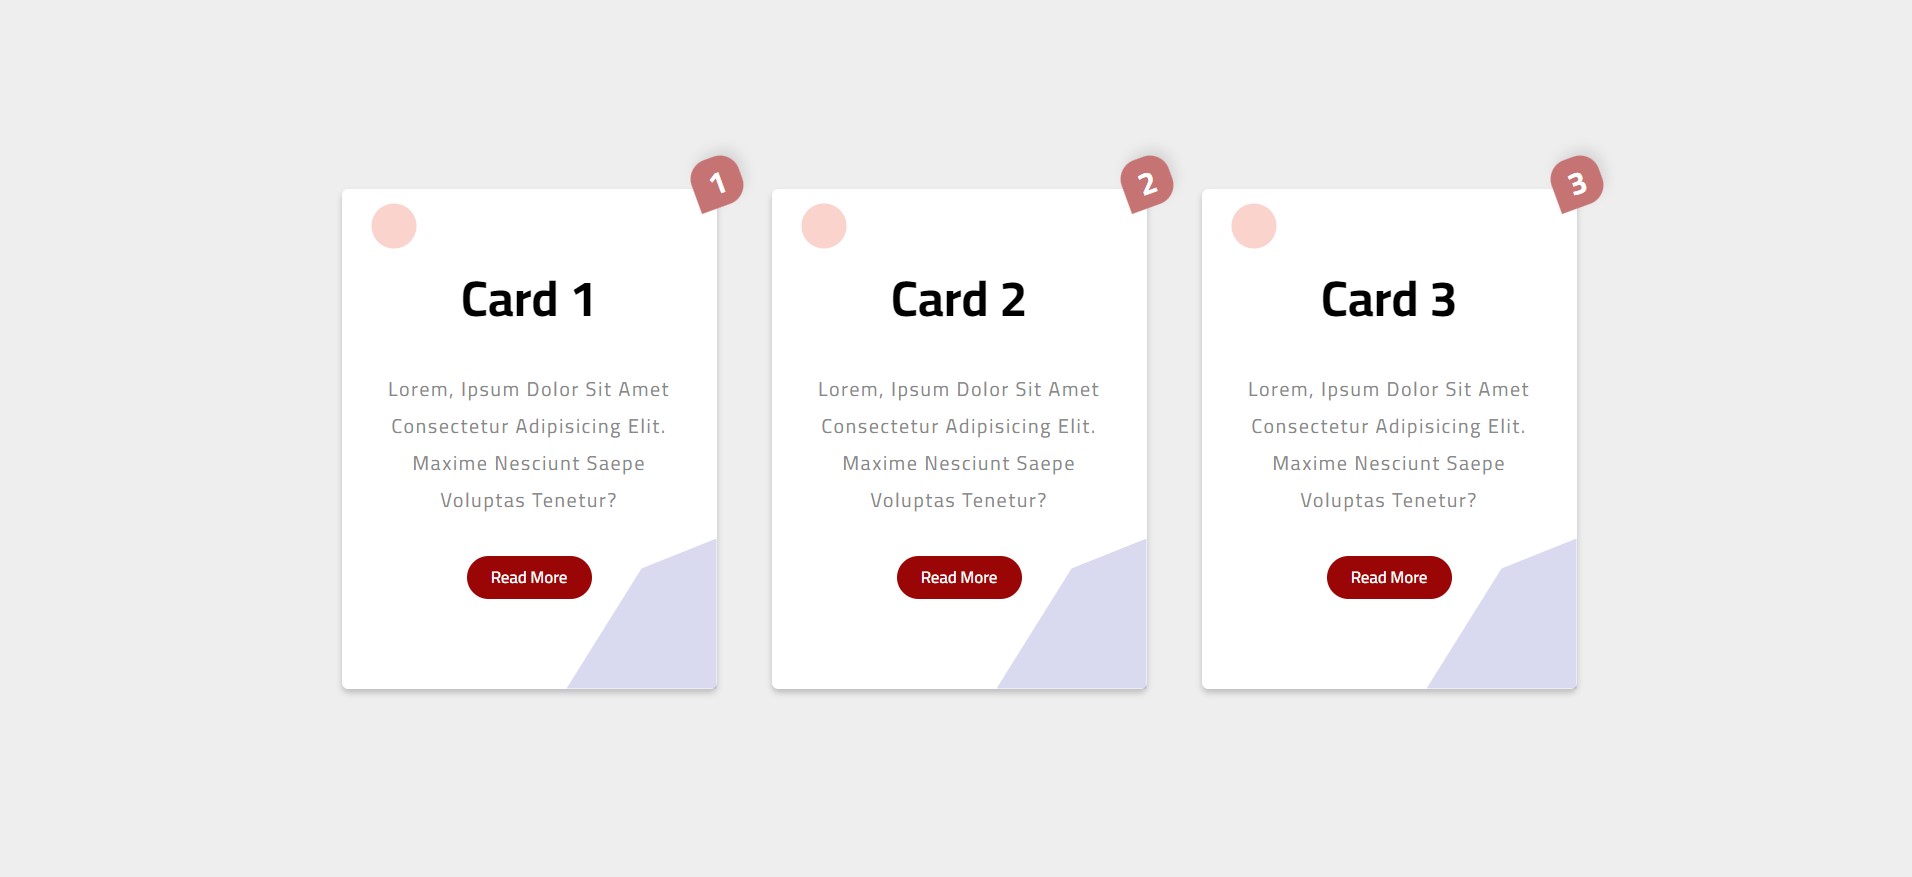 1
Card 1
Lorem, Ipsum Dolor Sit Amet
Consectetur Adipisicing Elit.
Maxime Nesciunt Saepe
Voluptas Tenetur?
Read More
2
Card 2
Lorem, Ipsum Dolor Sit Amet
Consectetur Adipisicing Elit.
Maxime Nesciunt Saepe
Voluptas Tenetur?
Read More
3
Card 3
Lorem, Ipsum Dolor Sit Amet
Consectetur Adipisicing Elit.
Maxime Nesciunt Saepe
Voluptas Tenetur?
Read More